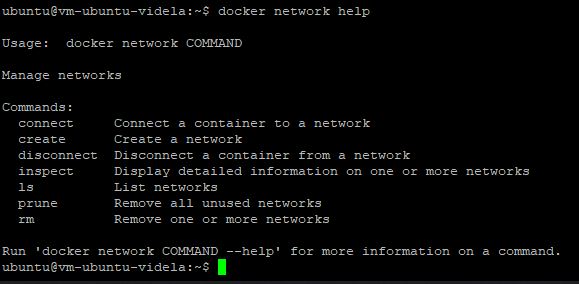 ubuntu@vm-ubuntu-videla:~$ docker network help
Usage:  docker network COMMAND
Manage networks
Commands:
  connect     Connect a container to a network
  create      Create a network
  disconnect  Disconnect a container from a network
  inspect     Display detailed information on one or more networks
  ls          List networks
  prune       Remove all unused networks
  rm          Remove one or more networks
Run 'docker network COMMAND --help' for more information on a command.
ubuntu@vm-ubuntu-videla:~$